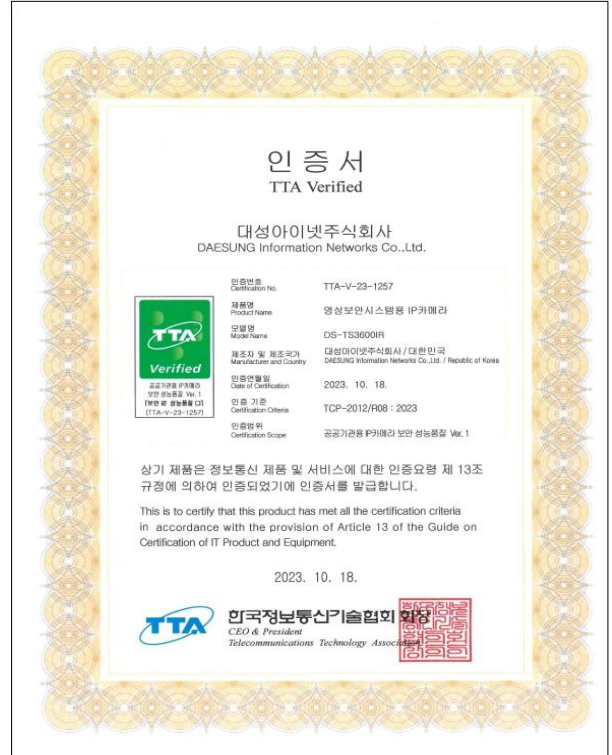 인증서
TTA Verified
대성아이넷주식회사
DAESUNG Information Networks Co.,Ltd.
인증번호
Certification No.
TTA-V-23-1257
제품명
Product Name
영상보안시스템용 IP카메라
모델명
Model Name
DS-TS3600IR
제조자 및 제조국가
Manufacturer and Country
대성아이넷주식회사 / 대한민국
DAESUNG Information Networks Co., Ltd. / Republic of Korea
인증연월일
Date of Certification
2023. 10. 18.
인증 기준
Certification Criteria
TCP-2012/R08 : 2023
인증범위
Certification Scope
공공기관용 IP카메라 보안 성능품질 Ver. 1
TTA
Verified
공공기관용 IP카메라
보안 성능품질 Ver. 1
(TTA-V-23-1257)
상기 제품은 정보통신 제품 및 서비스에 대한 인증요령 제 13조
규정에 의하여 인증되었기에 인증서를 발급합니다.
This is to certify that this product has met all the certification criteria
in accordance with the provision of Article 13 of the Guide on
Certification of IT Product and Equipment.
2023. 10. 18.
TTA
한국정보통신기술협회 회장
CEO & President
Telecommunications Technology Association